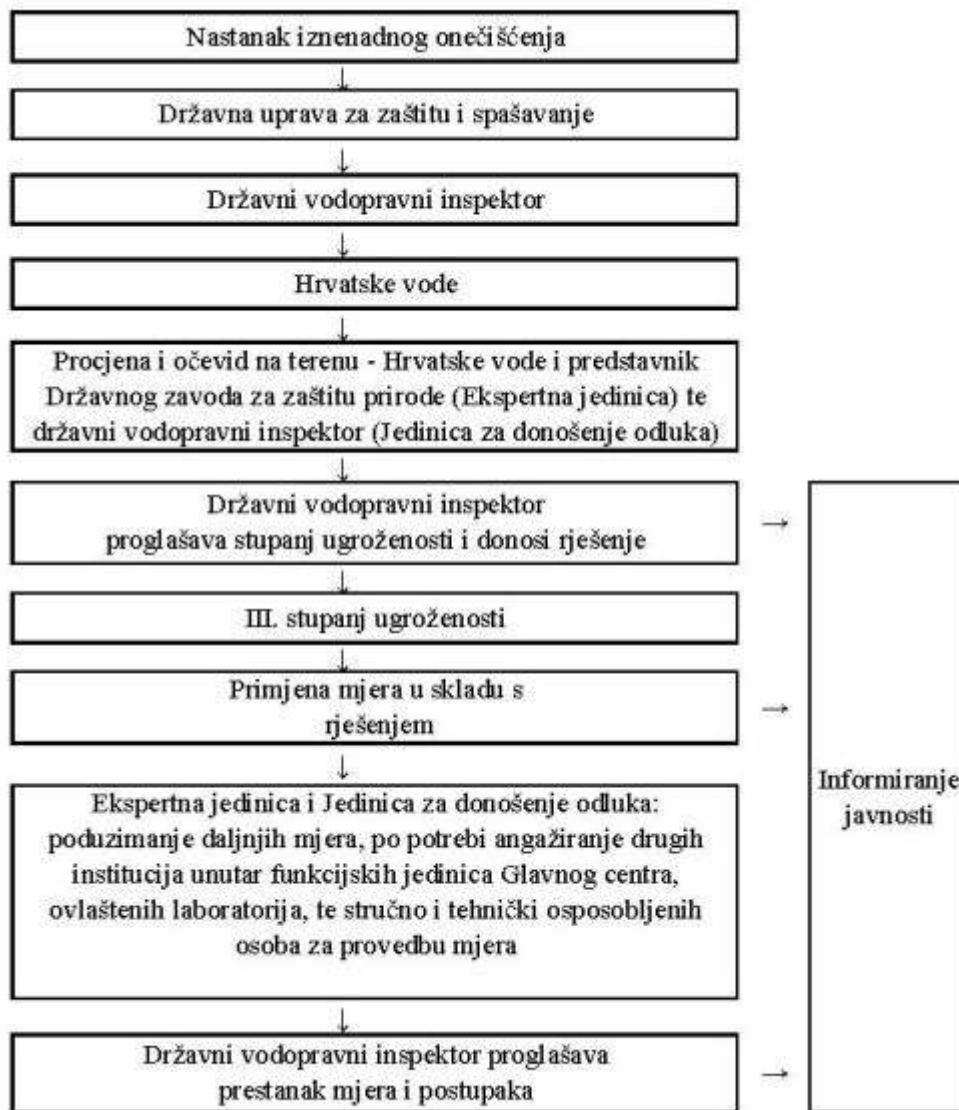 Nastanak iznenadnog onečišćenja
↓
Državna uprava za zaštitu i spašavanje
↓
Državni vodopravni inspektor
↓
Hrvatske vode
↓
Procjena i očevid na terenu - Hrvatske vode i predstavnik
Državnog zavoda za zaštitu prirode (Ekspertna jedinica) te
državni vodopravni inspektor (Jedinica za donošenje odluka)
↓
Državni vodopravni inspektor
proglašava stupanj ugroženosti i donosi rješenje
→
↓
III. stupanj ugroženosti
↓
Primjena mjera u skladu s
rješenjem
→
↓
Ekspertna jedinica i Jedinica za donošenje odluka:
poduzimanje daljnjih mjera, po potrebi angažiranje drugih
institucija unutar funkcijskih jedinica Glavnog centra,
ovlaštenih laboratorija, te stručno i tehnički osposobljenih
osoba za provedbu mjera
↓
Državni vodopravni inspektor proglašava
prestanak mjera i postupaka
→
Informiranje
javnosti